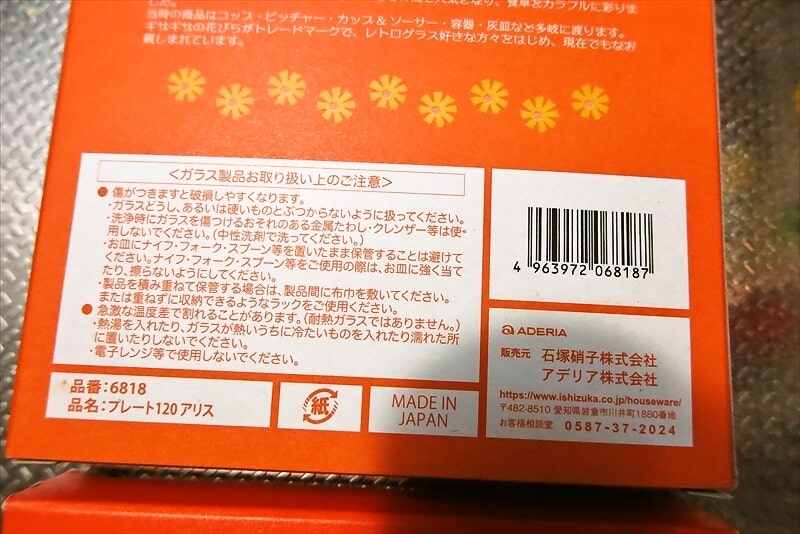 した。
当時の商品はコップ・ピッチャー・カップ＆ソーサー・容器・灰皿など多岐に渡ります。
ギザギザの花びらがトレードマークで、レトログラス好きな方々をはじめ、現在でもなお
親しまれています。
＜ガラス製品お取り扱い上のご注意＞
●傷がつきますと破損しやすくなります。
・ガラスどうし、あるいは硬いものとぶつからないように扱ってください。
・洗浄時にガラスを傷つけるおそれのある金属たわし・クレンザー等は使
用しないでください。（中性洗剤で洗ってください。）
・お皿にナイフ・フォーク・スプーン等を置いたまま保管することは避けて
ください。ナイフ・フォーク・スプーン等をご使用の際は、お皿に強く当て
たり、擦らないようにしてください。
・製品を積み重ねて保管する場合は、製品間に布巾を敷いてください。
または重ねずに収納できるようなラックをご使用ください。
●急激な温度差で割れることがあります。（耐熱ガラスではありません。）
・熱湯を入れたり、ガラスが熱いうちに冷たいものを入れたり濡れた所
に置いたりしないでください。
・電子レンジ等で使用しないでください。
品番：6818
品名：プレート120 アリス
紙
MADE IN
JAPAN
4 963972 068187
ADERIA
販売元 石塚硝子株式会社
アデリア株式会社
https://www.ishizuka.co.jp/houseware/
〒482-8510 愛知県岩倉市川井町1880番地
お客様相談室 0587-37-2024